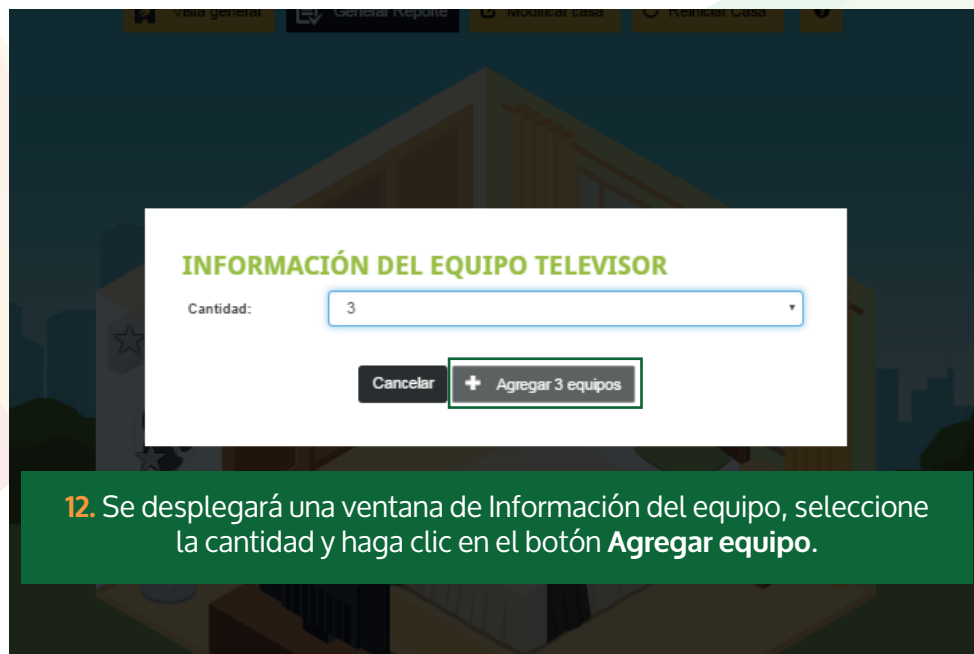 Vista general
Generar Reporte
Modificar casa
Reiniciar Casa
INFORMACIÓN DEL EQUIPO TELEVISOR
Cantidad:
3
Cancelar
Agregar 3 equipos
12. Se desplegará una ventana de Información del equipo, seleccione
la cantidad y haga clic en el botón Agregar equipo.